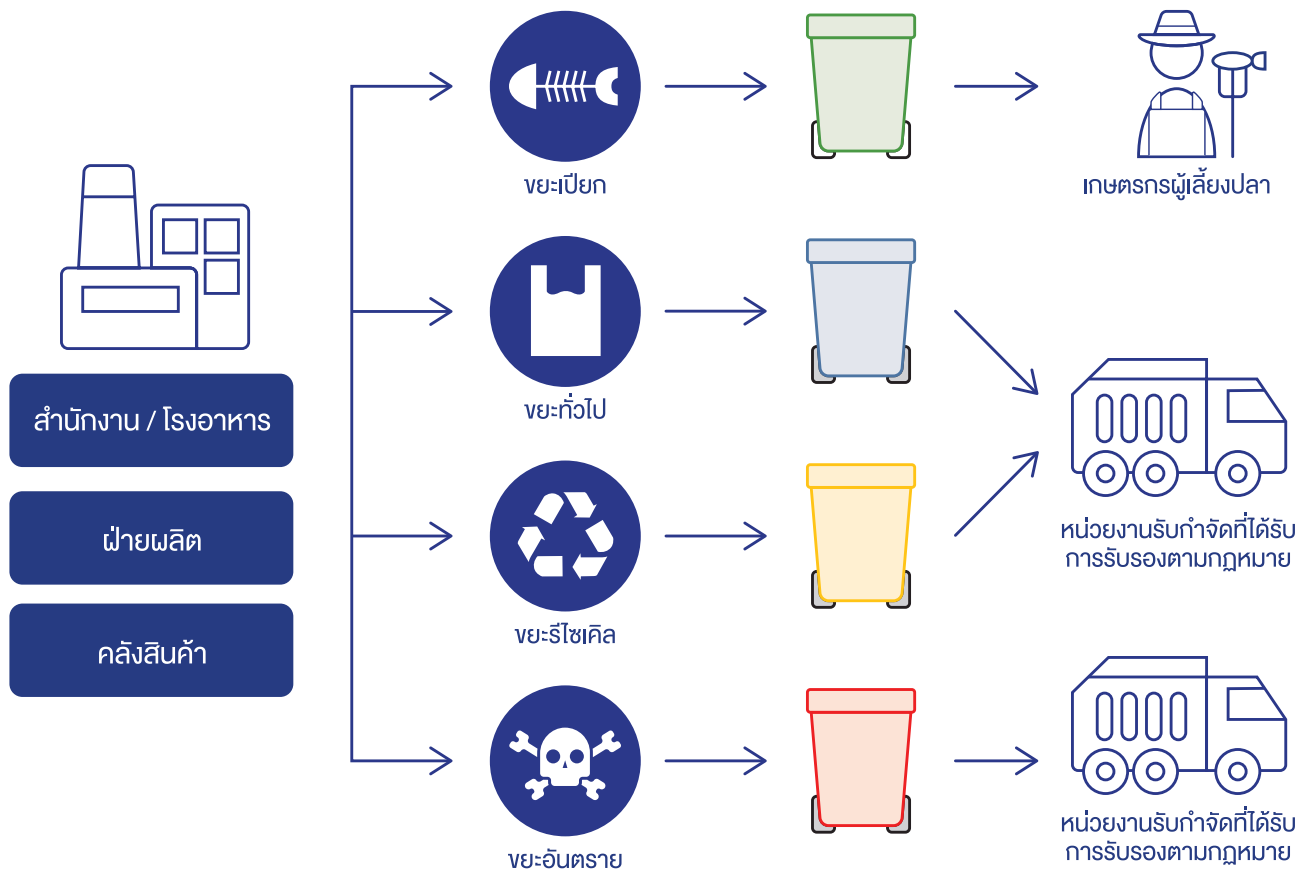 สำนักงาน / โรงอาหาร
ฝ่ายผลิต
คลังสินค้า
ขยะเปียก
ขยะทั่วไป
ขยะรีไซเคิล
ขยะอันตราย
เกษตรกรผู้เลี้ยงปลา
หน่วยงานรับกำจัดที่ได้รับ
การรับรองตามกฎหมาย
หน่วยงานรับกำจัดที่ได้รับ
การรับรองตามกฎหมาย